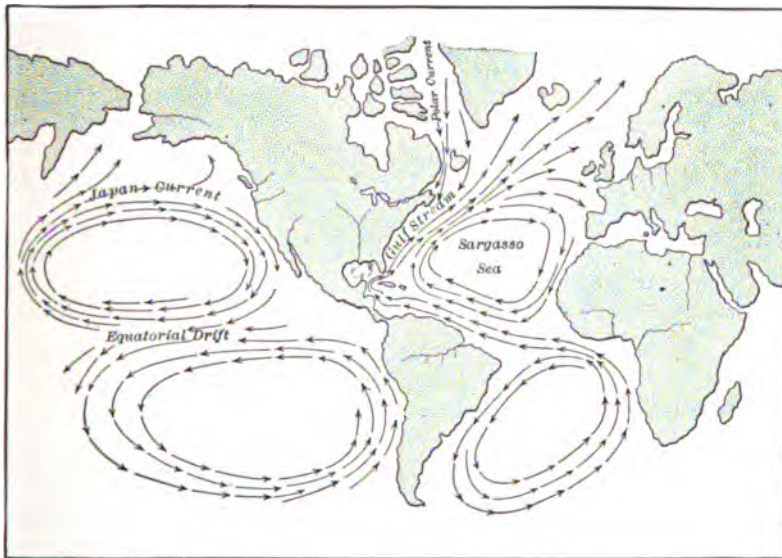 Polar Current
Japan Current
Gulf Stream
Sargasso
Sea
Equatorial Drift